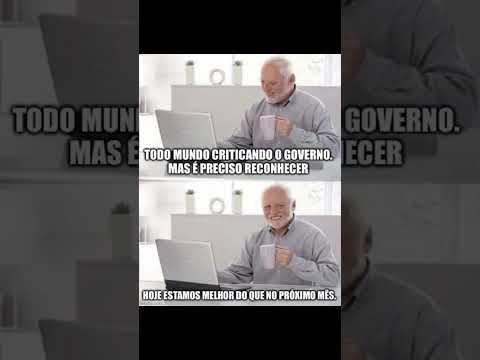 TODO MUNDO CRITICANDO O GOVERNO.
MAS É PRECISO RECONHECER
HOJE ESTAMOS MELHOR DO QUE NO PRÓXIMO MÊS.